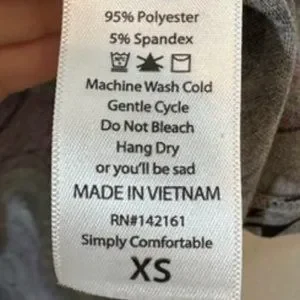 95% Polyester
5% Spandex
Machine Wash Cold
Gentle Cycle
Do Not Bleach
Hang Dry
or you'll be sad
MADE IN VIETNAM
RN#142161
Simply Comfortable
XS